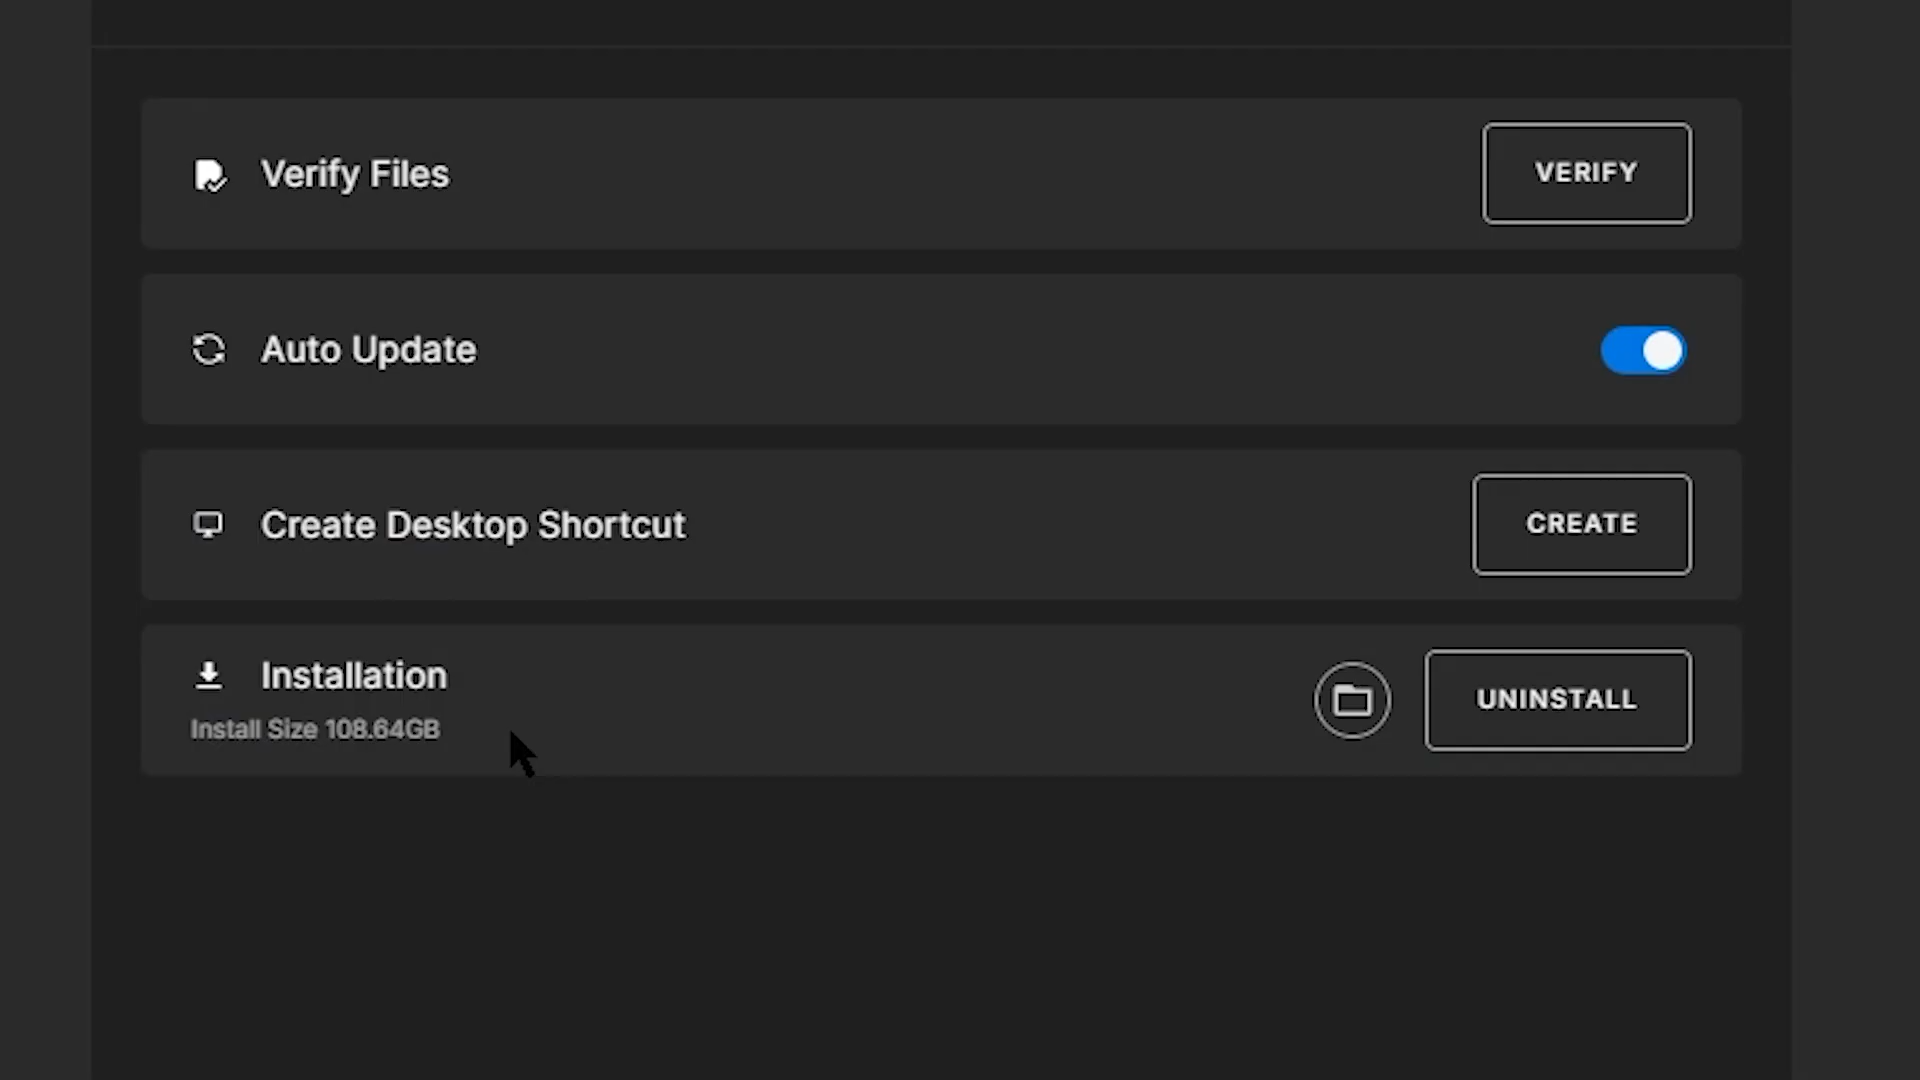 Verify Files
VERIFY
Auto Update
Create Desktop Shortcut
CREATE
Installation
Install Size 108.64GB
UNINSTALL